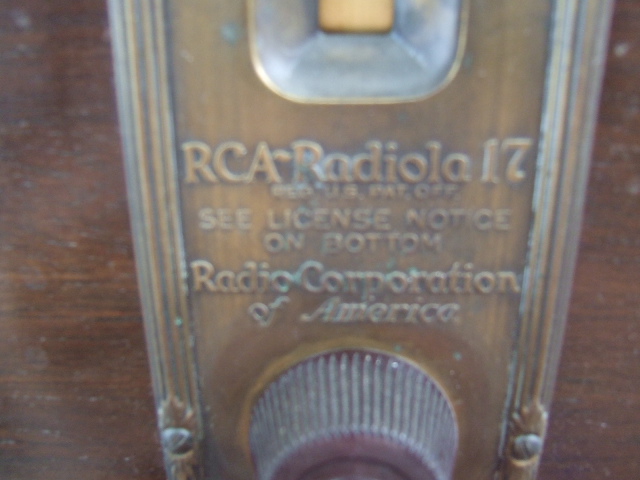 RCA-Radiola 17
REG. U.S. PAT. OFF.
SEE LICENSE NOTICE
ON BOTTOM
Radio Corporation
of America